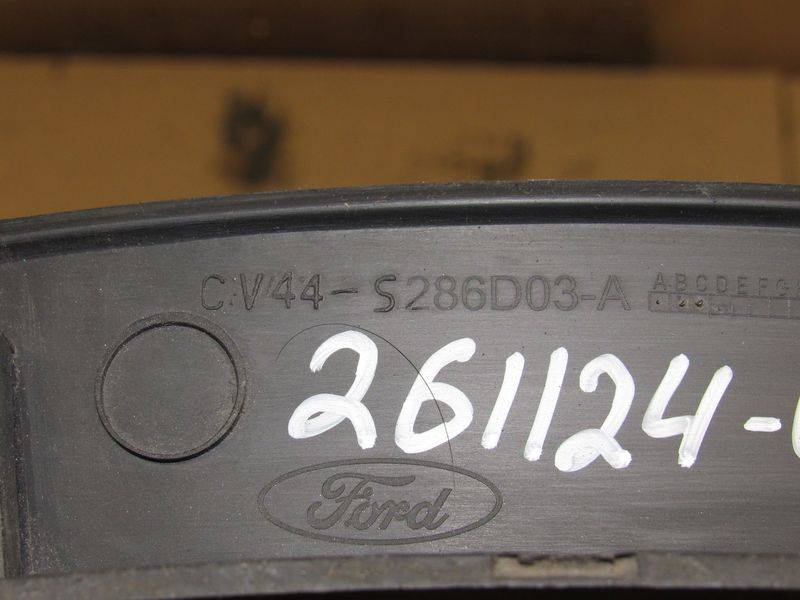 CV44-S286D03-A
A B C D E F G
261124-
Ford